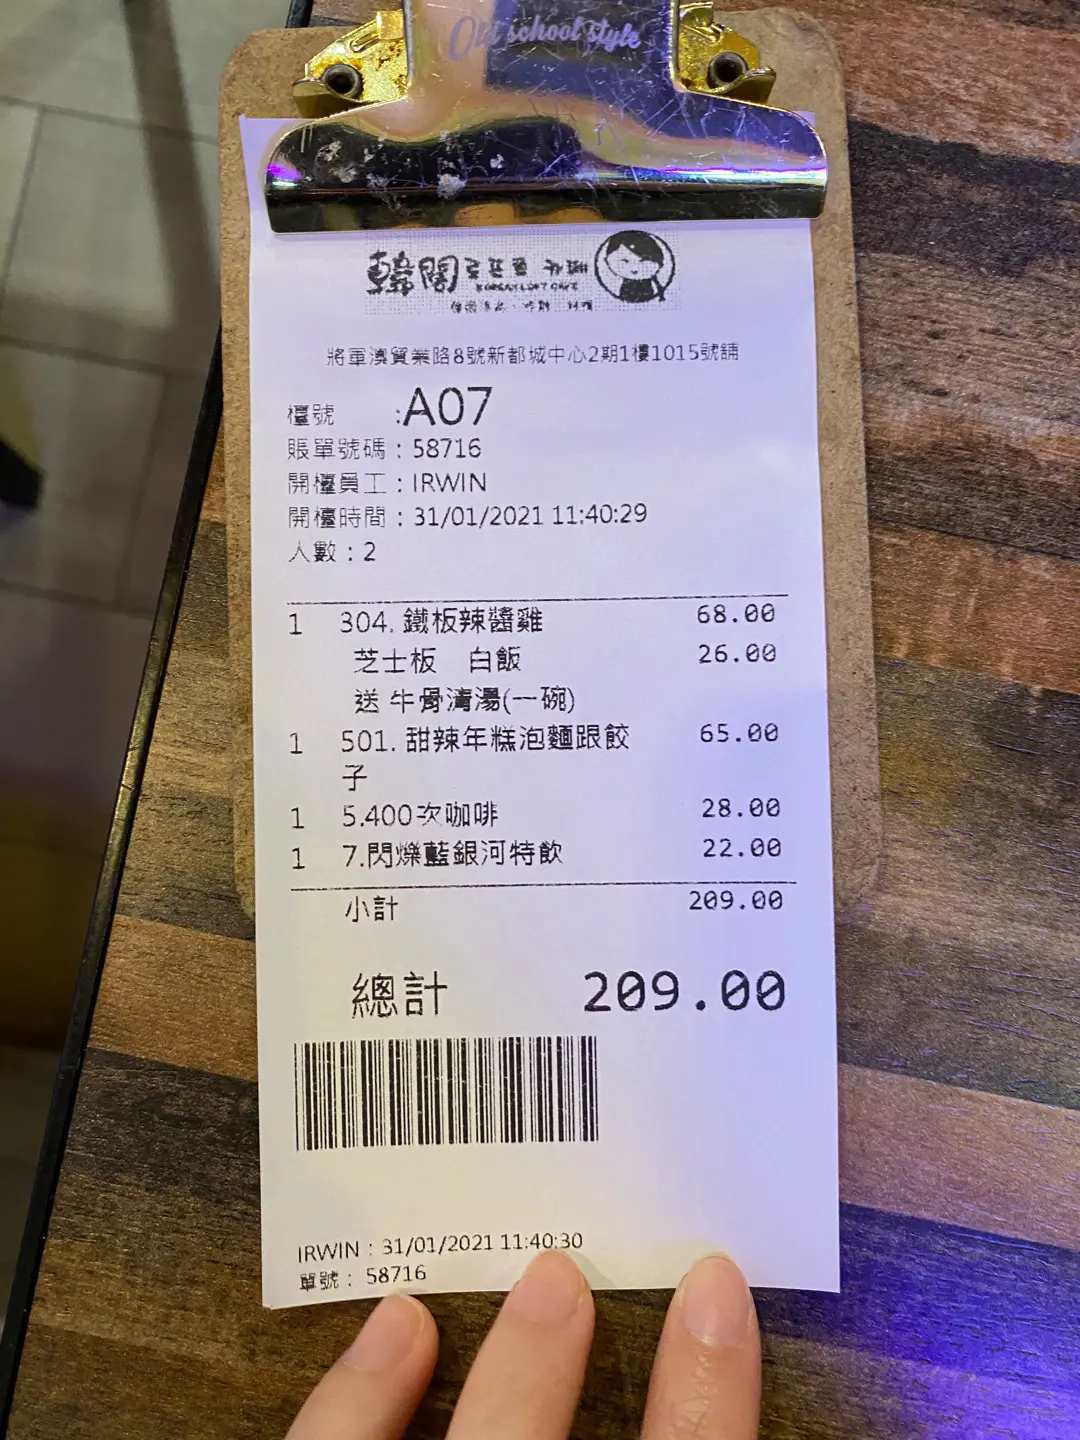 Old school style
韓閣
KOREAN LOFT CAFE
將軍澳貿業路8號新都城中心2期1樓1015號舖
檯號 :A07
賬單號碼：58716
開檯員工：IRWIN
開檯時間：31/01/2021 11:40:29
人數：2
1 304. 鐵板辣醬雞 68.00
芝士板 白飯 26.00
送 牛骨清湯(一碗)
1 501. 甜辣年糕泡麵跟餃 65.00
子
1 5.400次咖啡 28.00
1 7.閃爍藍銀河特飲 22.00
小計 209.00
總計 209.00
IRWIN：31/01/2021 11:40:30
單號： 58716